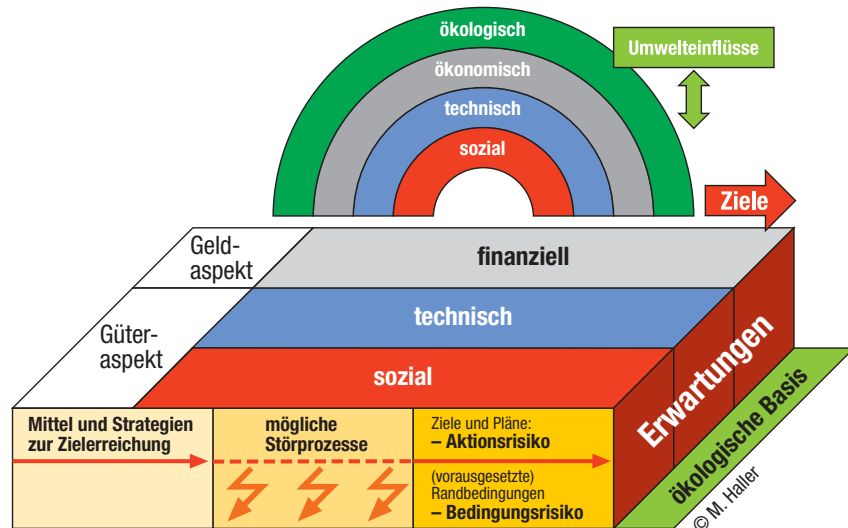 ökologisch
ökonomisch
technisch
sozial
Umwelteinflüsse
Ziele
Geld-
aspekt
finanziell
Güter-
aspekt
technisch
sozial
Erwartungen
ökologische Basis
Mittel und Strategien
zur Zielerreichung
mögliche
Störprozesse
Ziele und Pläne:
– Aktionsrisiko
(vorausgesetzte)
Randbedingungen
– Bedingungsrisiko
© M. Haller